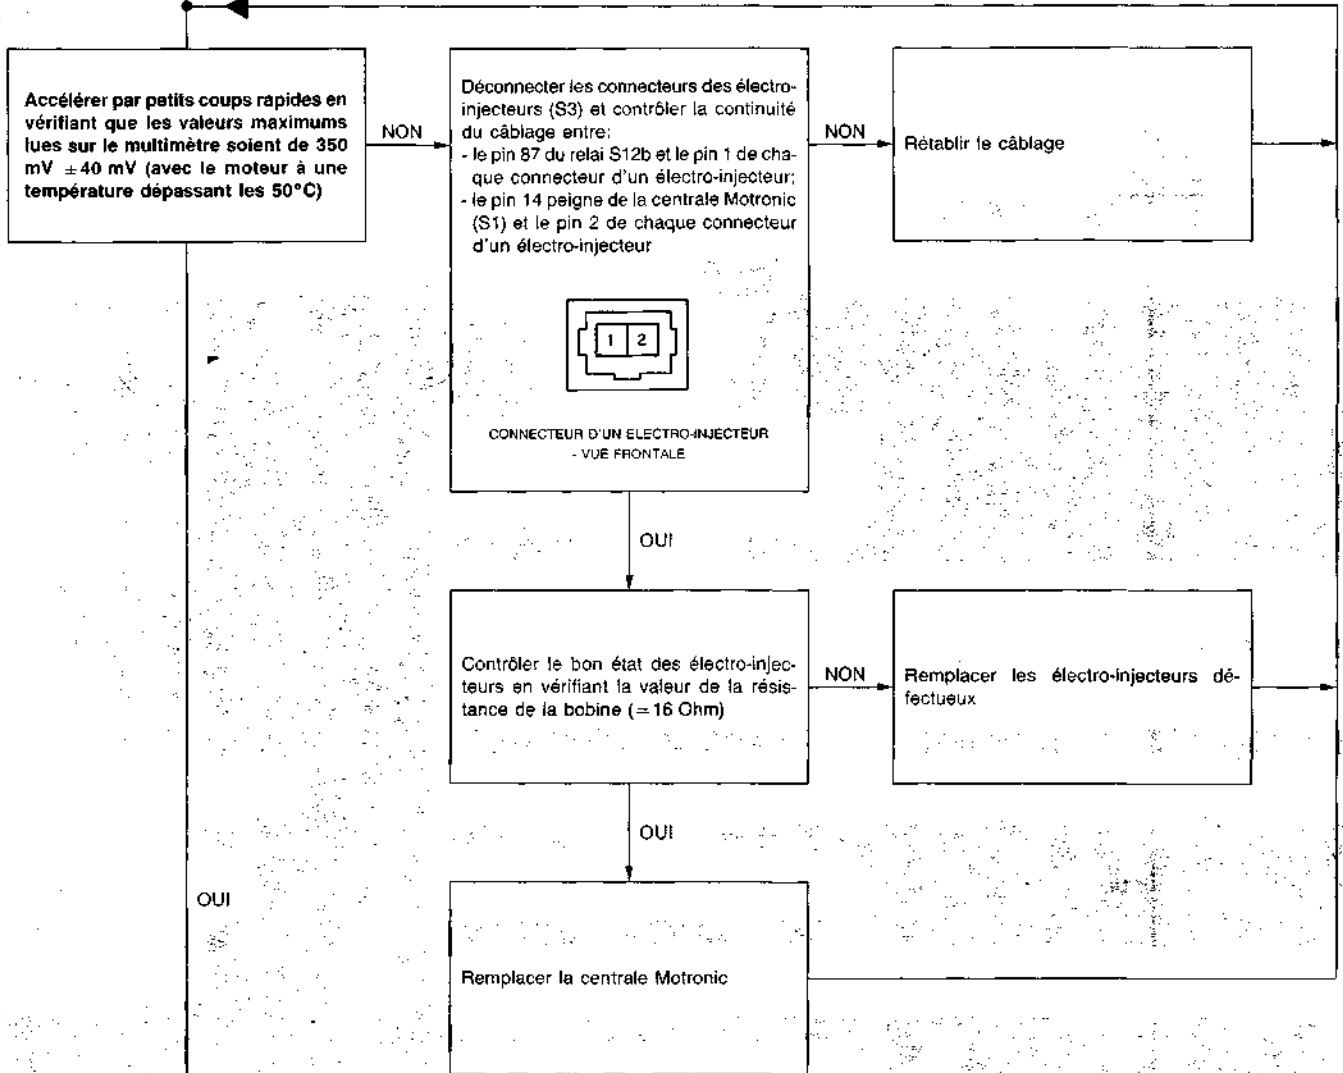 Accélérer par petits coups rapides en
vérifiant que les valeurs maximums
lues sur le multimètre soient de 350
mV ±40 mV (avec le moteur à une
température dépassant les 50°C)
NON
Déconnecter les connecteurs des électro-
injecteurs (S3) et contrôler la continuité
du câblage entre:
- le pin 87 du relai S12b et le pin 1 de cha-
que connecteur d'un électro-injecteur;
- le pin 14 peigne de la centrale Motronic
(S1) et le pin 2 de chaque connecteur
d'un électro-injecteur
1 2
CONNECTEUR D'UN ELECTRO-INJECTEUR
- VUE FRONTALE
NON
Rétablir le câblage
OUI
Contrôler le bon état des électro-injec-
teurs en vérifiant la valeur de la résis-
tance de la bobine (=16 Ohm)
NON
Remplacer les électro-injecteurs dé-
fectueux
OUI
OUI
Remplacer la centrale Motronic